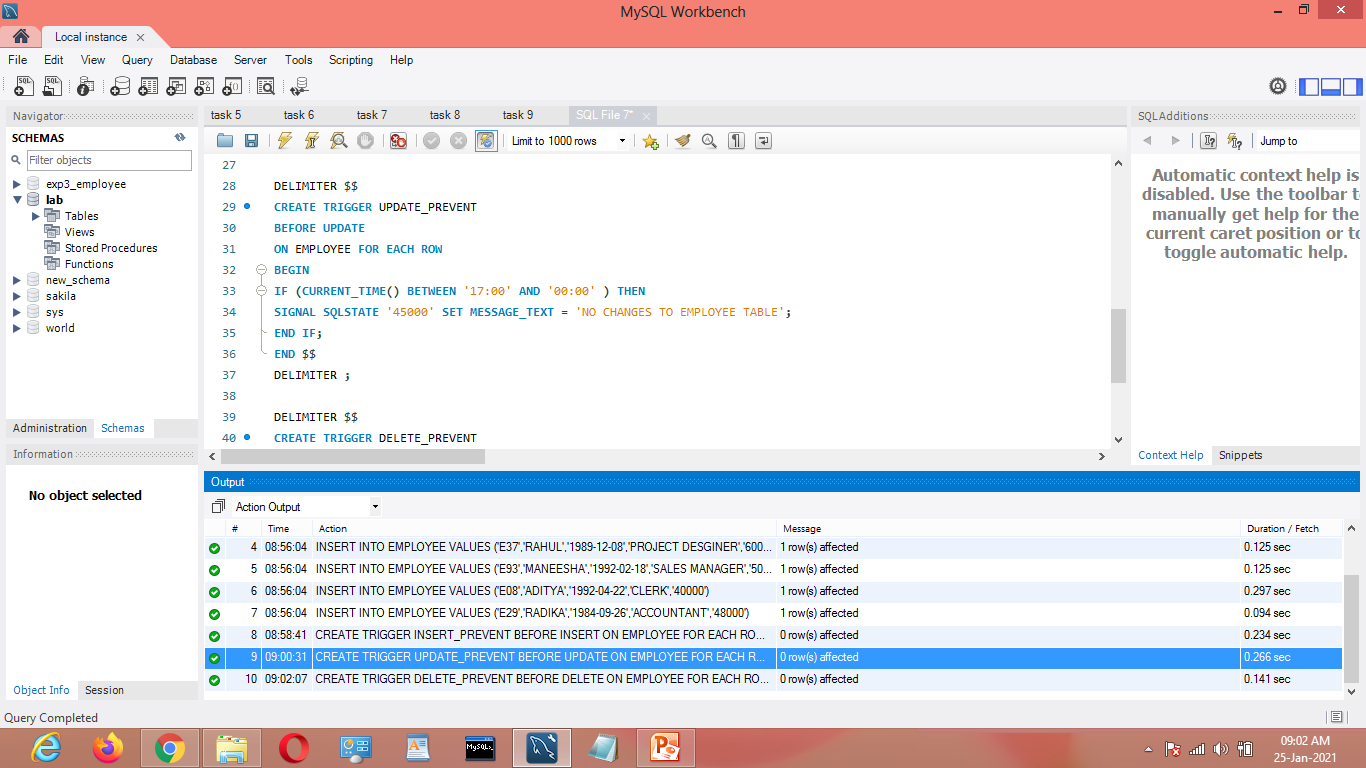 MySQL Workbench
Local instance
File Edit View Query Database Server Tools Scripting Help
Navigator
SCHEMAS
Filter objects
exp3_employee
lab
Tables
Views
Stored Procedures
Functions
new_schema
sakila
sys
world
Administration Schemas
Information
No object selected
Object Info Session
task 5 task 6 task 7 task 8 task 9 SQL File 7*
Limit to 1000 rows
27
28 DELIMITER $$
29 CREATE TRIGGER UPDATE_PREVENT
30 BEFORE UPDATE
31 ON EMPLOYEE FOR EACH ROW
32 BEGIN
33 IF (CURRENT_TIME() BETWEEN '17:00' AND '00:00' ) THEN
34 SIGNAL SQLSTATE '45000' SET MESSAGE_TEXT = 'NO CHANGES TO EMPLOYEE TABLE';
35 END IF;
36 END $$
37 DELIMITER ;
38
39 DELIMITER $$
40 CREATE TRIGGER DELETE_PREVENT
SQLAdditions
Jump to
Automatic context help is
disabled. Use the toolbar t
manually get help for the
current caret position or to
toggle automatic help.
Context Help Snippets
Output
Action Output
# Time Action Message Duration / Fetch
4 08:56:04 INSERT INTO EMPLOYEE VALUES ('E37','RAHUL','1989-12-08','PROJECT DESGINER','600... 1 row(s) affected 0.125 sec
5 08:56:04 INSERT INTO EMPLOYEE VALUES ('E93','MANEESHA','1992-02-18','SALES MANAGER','50... 1 row(s) affected 0.125 sec
6 08:56:04 INSERT INTO EMPLOYEE VALUES ('E08','ADITYA','1992-04-22','CLERK','40000') 1 row(s) affected 0.297 sec
7 08:56:04 INSERT INTO EMPLOYEE VALUES ('E29','RADIKA','1984-09-26','ACCOUNTANT','48000') 1 row(s) affected 0.094 sec
8 08:58:41 CREATE TRIGGER INSERT_PREVENT BEFORE INSERT ON EMPLOYEE FOR EACH RO... 0 row(s) affected 0.234 sec
9 09:00:31 CREATE TRIGGER UPDATE_PREVENT BEFORE UPDATE ON EMPLOYEE FOR EACH R... 0 row(s) affected 0.266 sec
10 09:02:07 CREATE TRIGGER DELETE_PREVENT BEFORE DELETE ON EMPLOYEE FOR EACH RO... 0 row(s) affected 0.141 sec
Query Completed
09:02 AM
25-Jan-2021